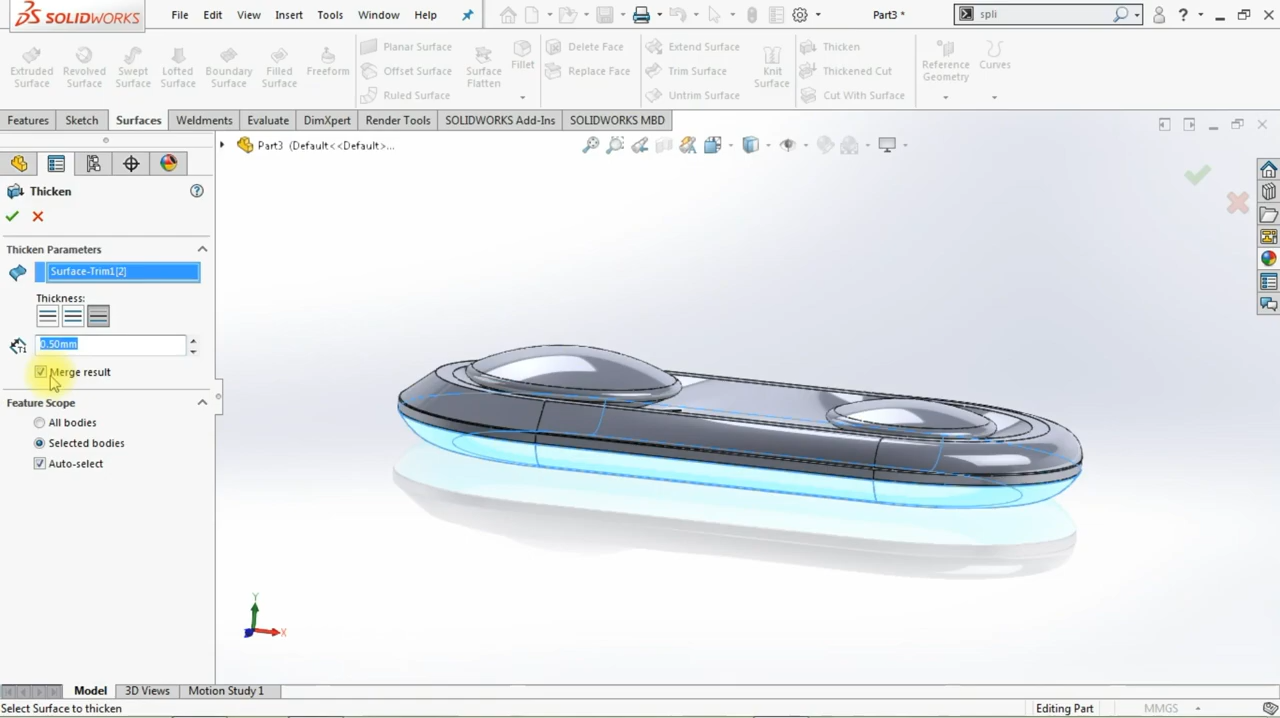 SOLIDWORKS File Edit View Insert Tools Window Help Part3 * spli
Extruded Surface
Revolved Surface
Swept Surface
Lofted Surface
Boundary Surface
Filled Surface
Freeform
Planar Surface
Offset Surface
Ruled Surface
Surface Flatten
Fillet
Delete Face
Replace Face
Extend Surface
Trim Surface
Untrim Surface
Knit Surface
Thicken
Thickened Cut
Cut With Surface
Reference Geometry
Curves
Features Sketch Surfaces Weldments Evaluate DimXpert Render Tools SOLIDWORKS Add-Ins SOLIDWORKS MBD
Part3 (Default<<Default>...
Thicken
Thicken Parameters
Surface-Trim1[2]
Thickness:
0.50mm
Merge result
Feature Scope
All bodies
Selected bodies
Auto-select
Y
X
Model 3D Views Motion Study 1
Select Surface to thicken Editing Part MMGS